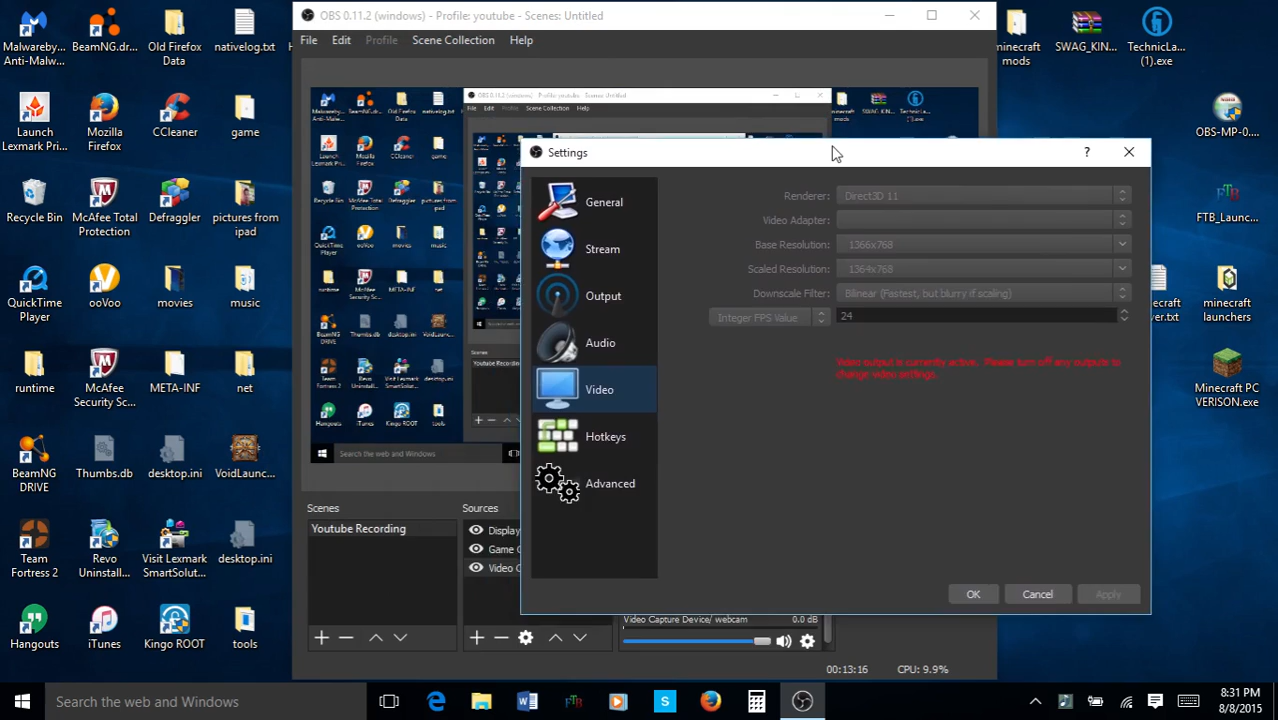 Malwareby...
Anti-Malw...
BeamNG.dr...
Old Firefox
Data
nativelog.txt
Launch
Lexmark Pri...
Mozilla
Firefox
CCleaner
game
Recycle Bin
McAfee Total
Protection
Defraggler
pictures from
ipad
QuickTime
Player
ooVoo
movies
music
runtime
McAfee
Security Sc...
META-INF
net
BeamNG
DRIVE
Thumbs.db
desktop.ini
VoidLaunc...
Team
Fortress 2
Revo
Uninstall...
Visit Lexmark
SmartSolut...
desktop.ini
Hangouts
iTunes
Kingo ROOT
tools
OBS 0.11.2 (windows) - Profile: youtube - Scenes: Untitled
File Edit Profile Scene Collection Help
minecraft
mods
SWAG_KIN...
TechnicLa...
(1).exe
OBS-MP-0....
FTB_Launc...
minecraft
launchers
Minecraft PC
VERISON.exe
Settings
?
General
Stream
Output
Audio
Video
Hotkeys
Advanced
Renderer: Direct3D 11
Video Adapter:
Base Resolution: 1366x768
Scaled Resolution: 1364x768
Downscale Filter: Bilinear (Fastest, but blurry if scaling)
Integer FPS Value 24
Video output is currently active. Please turn off any outputs to
change video settings.
OK Cancel Apply
Search the web and Windows
Scenes
Youtube Recording
Sources
Display
Game C
Video C
Video Capture Device/ webcam 0.0 dB
00:13:16 CPU: 9.9%
Search the web and Windows
8:31 PM
8/8/2015